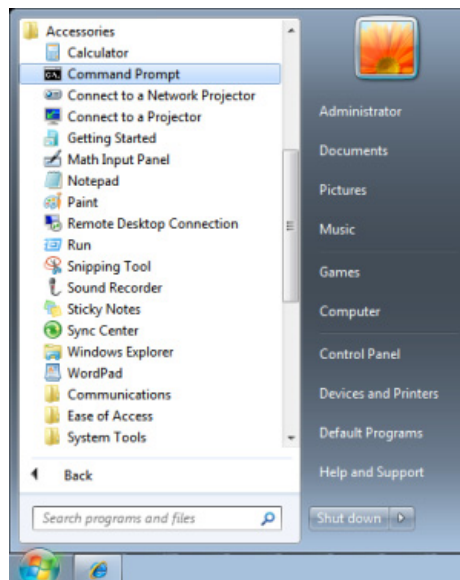 Accessories
Calculator
Command Prompt
Connect to a Network Projector
Connect to a Projector
Getting Started
Math Input Panel
Notepad
Paint
Remote Desktop Connection
Run
Snipping Tool
Sound Recorder
Sticky Notes
Sync Center
Windows Explorer
WordPad
Communications
Ease of Access
System Tools
Back
Search programs and files
Administrator
Documents
Pictures
Music
Games
Computer
Control Panel
Devices and Printers
Default Programs
Help and Support
Shut down